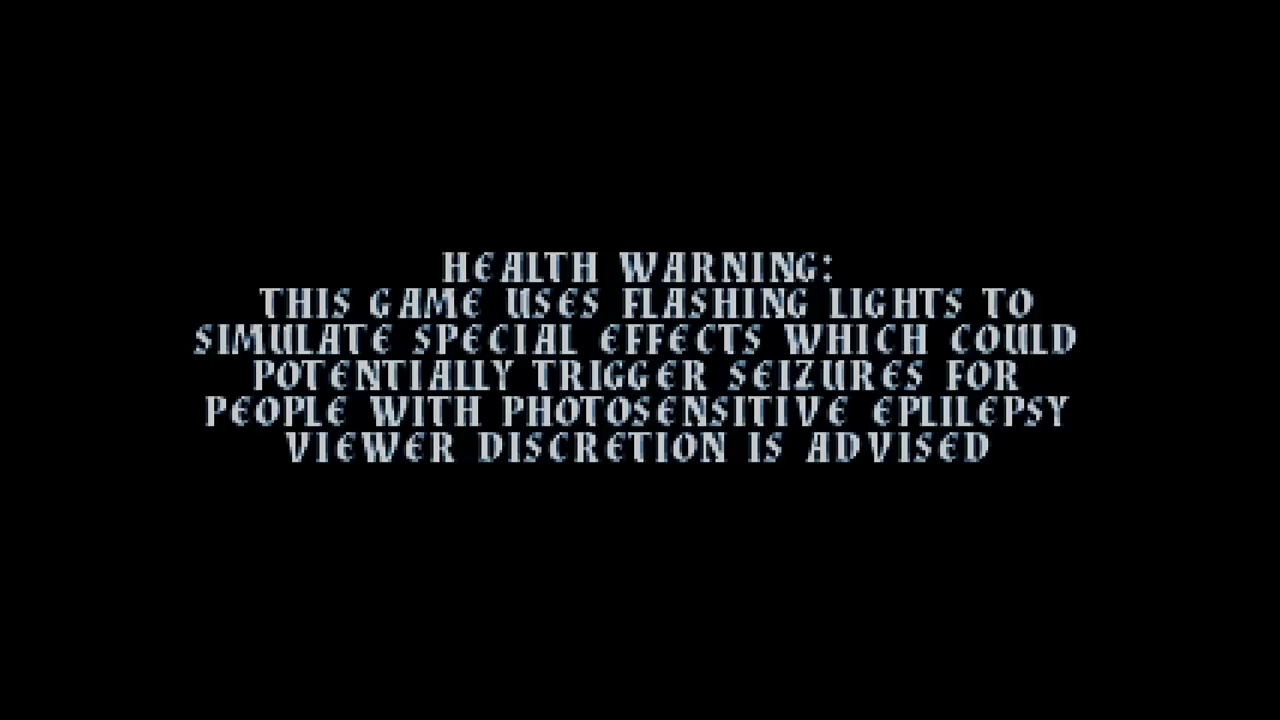 HEALTH WARNING:
THIS GAME USES FLASHING LIGHTS TO
SIMULATE SPECIAL EFFECTS WHICH COULD
POTENTIALLY TRIGGER SEIZURES FOR
PEOPLE WITH PHOTOSENSITIVE EPLILEPSY
VIEWER DISCRETION IS ADVISED